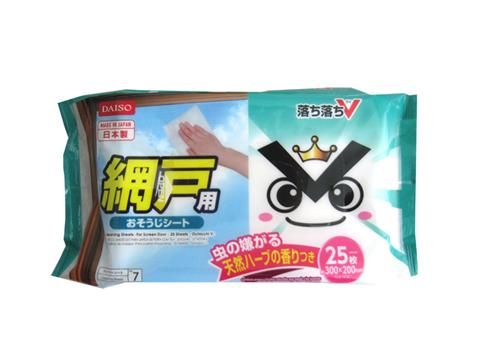 DAISO
MADE IN JAPAN
日本製
落ち落ちV
網戸用
おそうじシート
虫の嫌がる
天然ハーブの香りつき
25枚
300×200mm
7